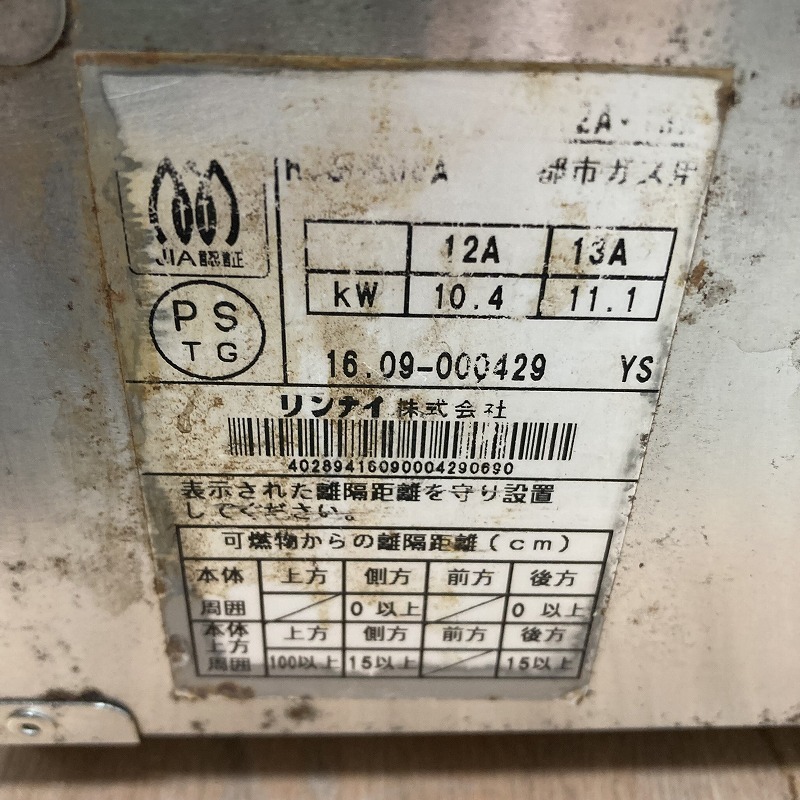 都市ガス用
JIA認証
12A 13A
kW 10.4 11.1
PS
TG
16.09-000429 YS
リンナイ株式会社
40289416090004290690
表示された離隔距離を守り設置
してください。
可燃物からの離隔距離(cm)
本体 上方 側方 前方 後方
周囲 ／ 0以上 ／ 0以上
本体上方 上方 側方 前方 後方
周囲 100以上 15以上 ／ 15以上